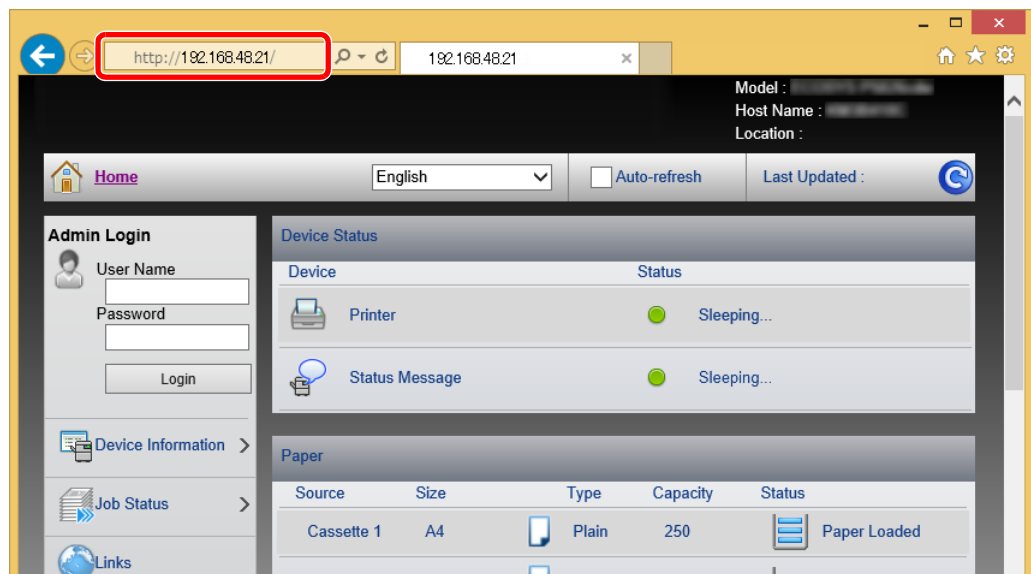 http://192.168.48.21/
192.168.48.21
Model :
Host Name :
Location :
Home
English
Auto-refresh
Last Updated :
Admin Login
User Name
Password
Login
Device Information
Job Status
Links
Device Status
Device Status
Printer Sleeping...
Status Message Sleeping...
Paper
Source Size Type Capacity Status
Cassette 1 A4 Plain 250 Paper Loaded